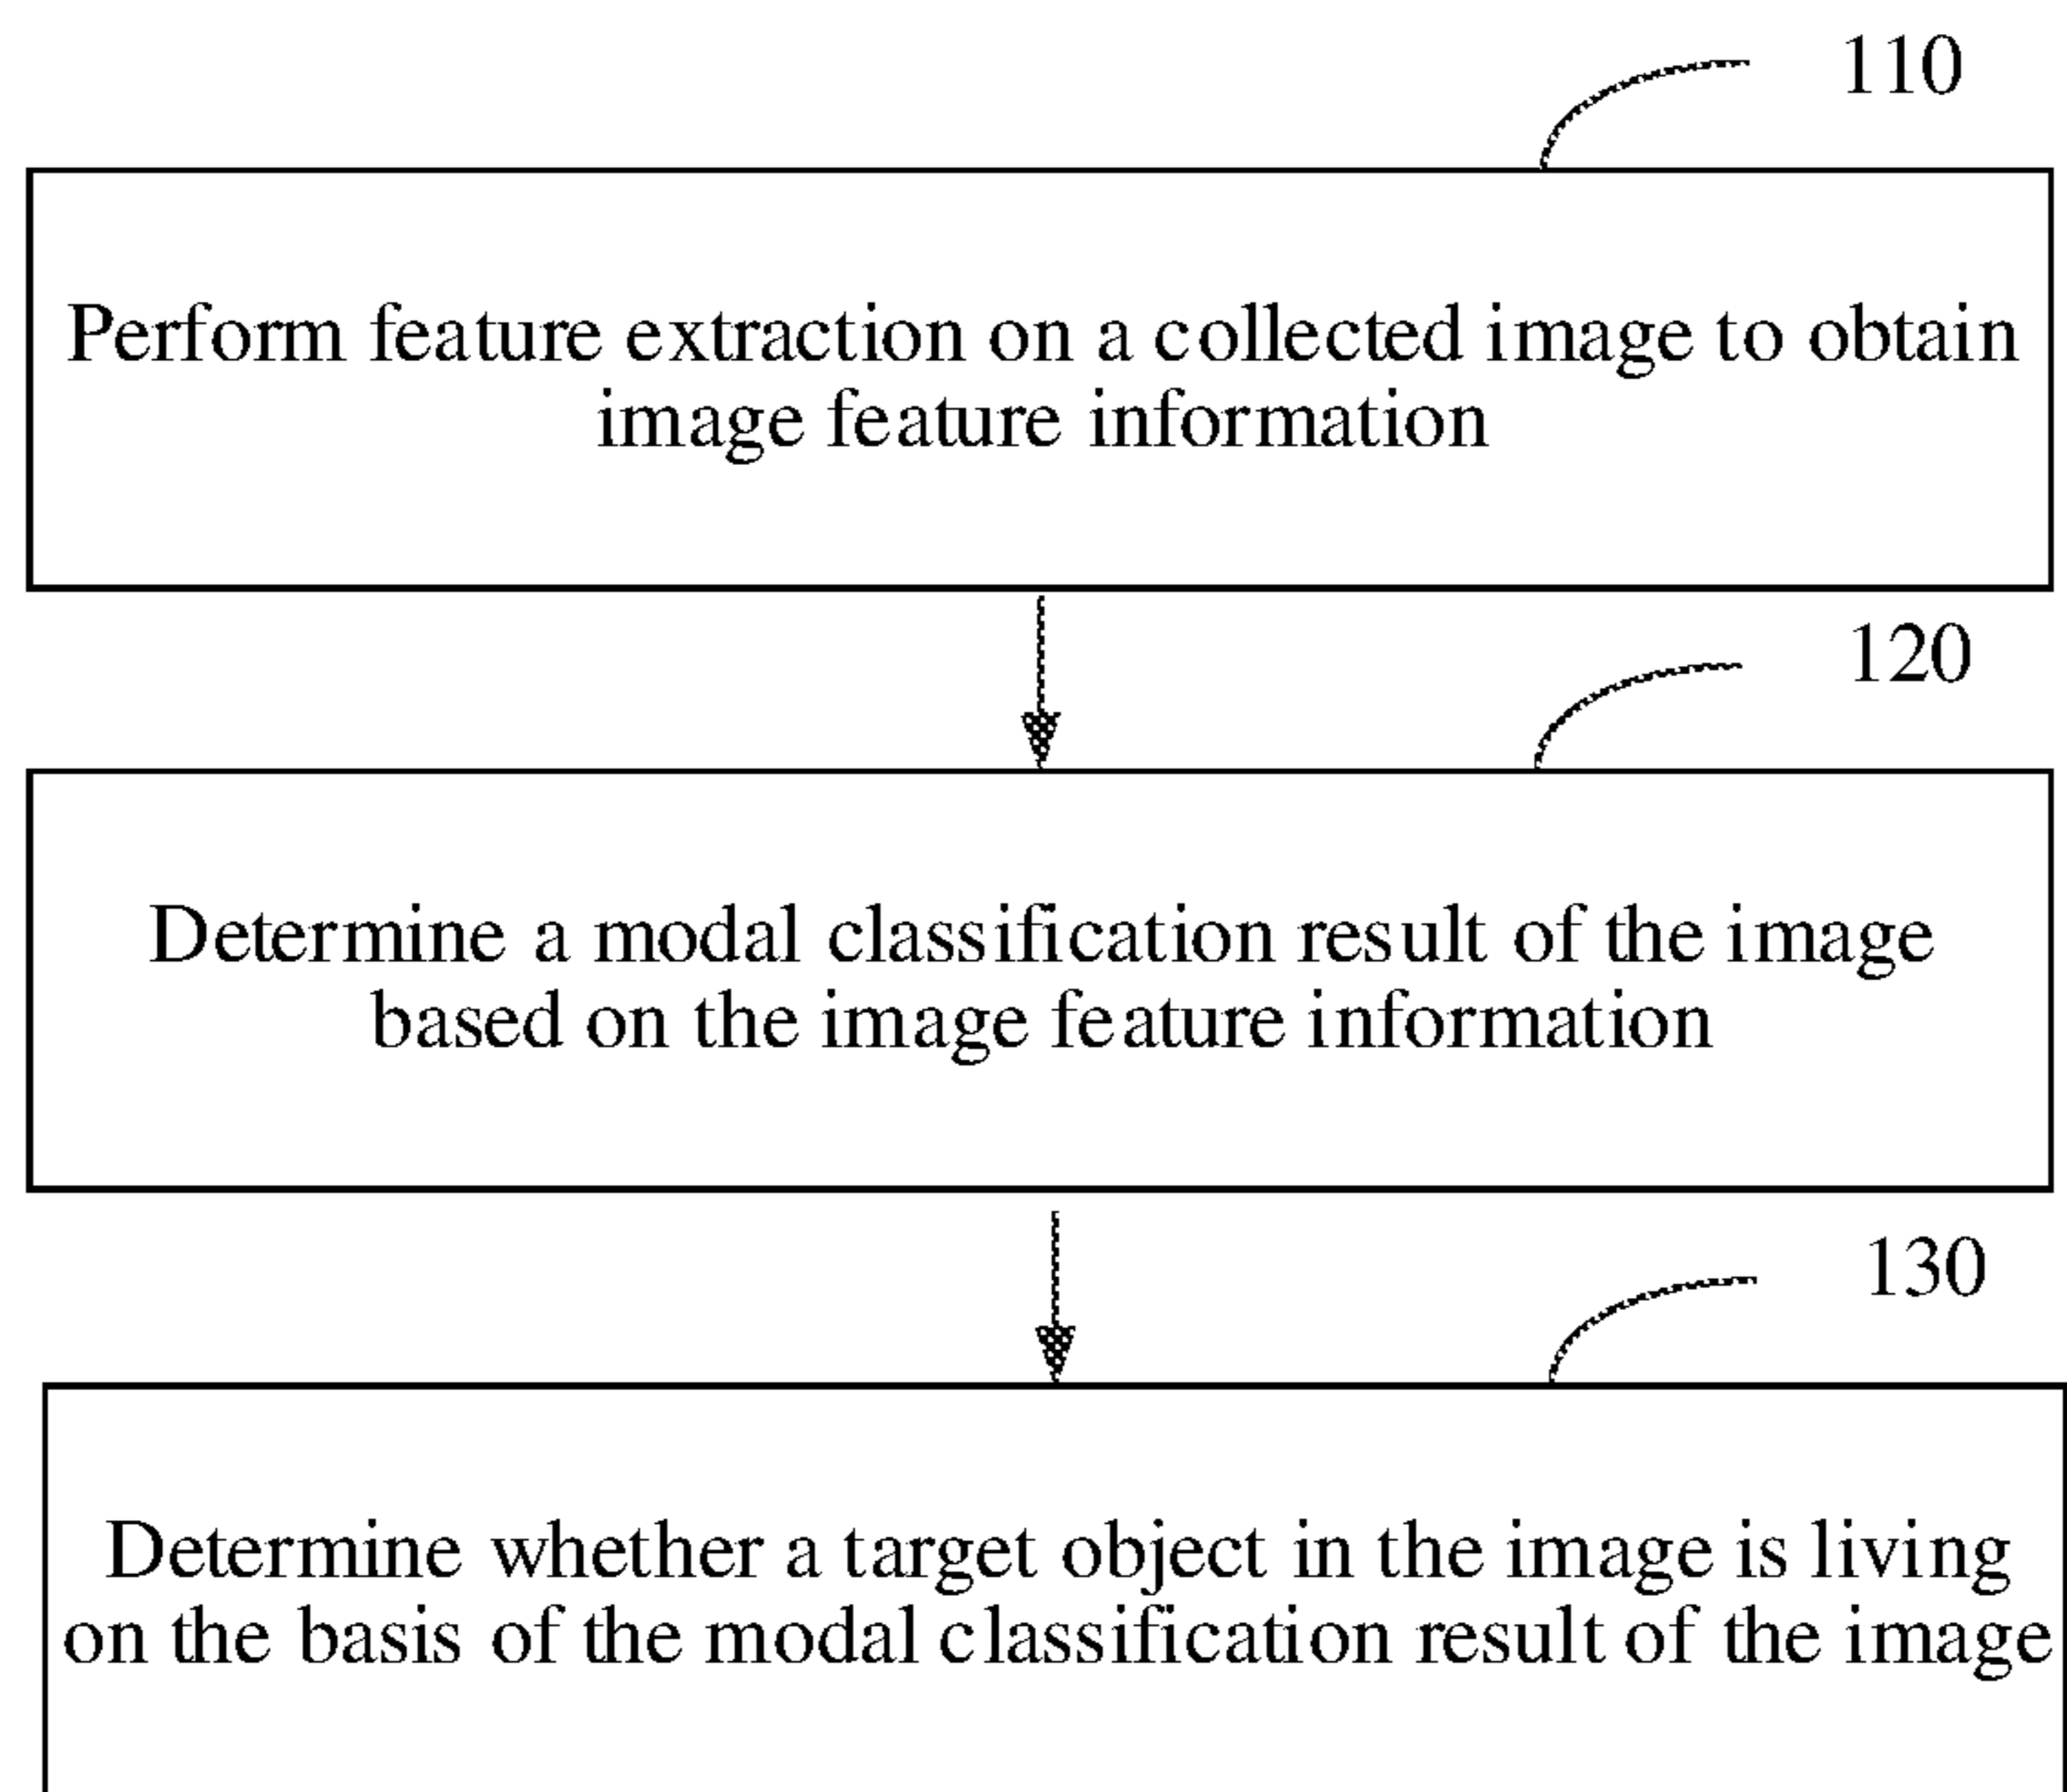 110
Perform feature extraction on a collected image to obtain
image feature information
120
Determine a modal classification result of the image
based on the image feature information
130
Determine whether a target object in the image is living
on the basis of the modal classification result of the image